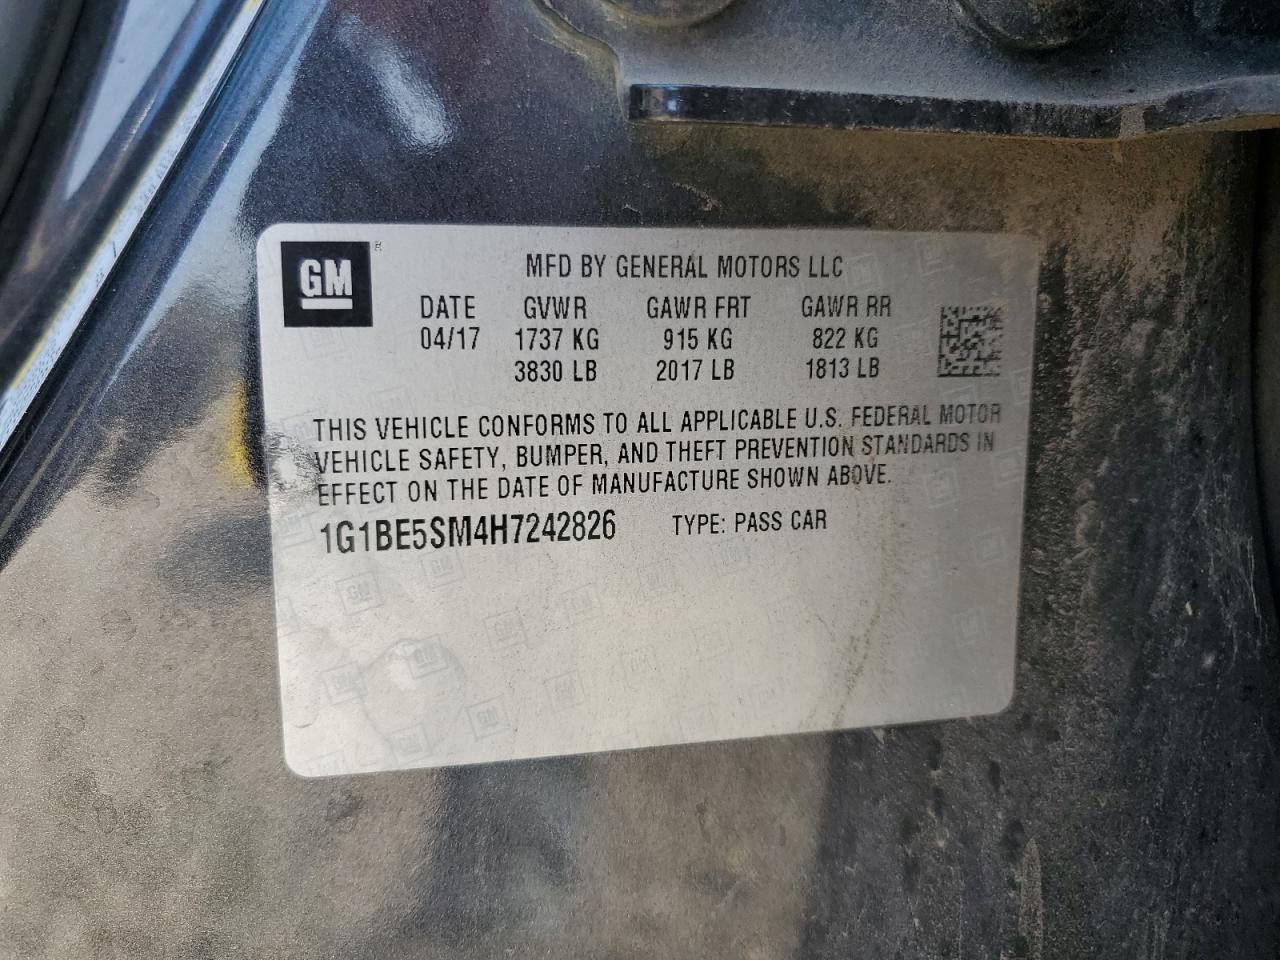 GM
MFD BY GENERAL MOTORS LLC
DATE GVWR GAWR FRT GAWR RR
04/17 1737 KG 915 KG 822 KG
3830 LB 2017 LB 1813 LB
THIS VEHICLE CONFORMS TO ALL APPLICABLE U.S. FEDERAL MOTOR
VEHICLE SAFETY, BUMPER, AND THEFT PREVENTION STANDARDS IN
EFFECT ON THE DATE OF MANUFACTURE SHOWN ABOVE.
1G1BE5SM4H7242826 TYPE: PASS CAR